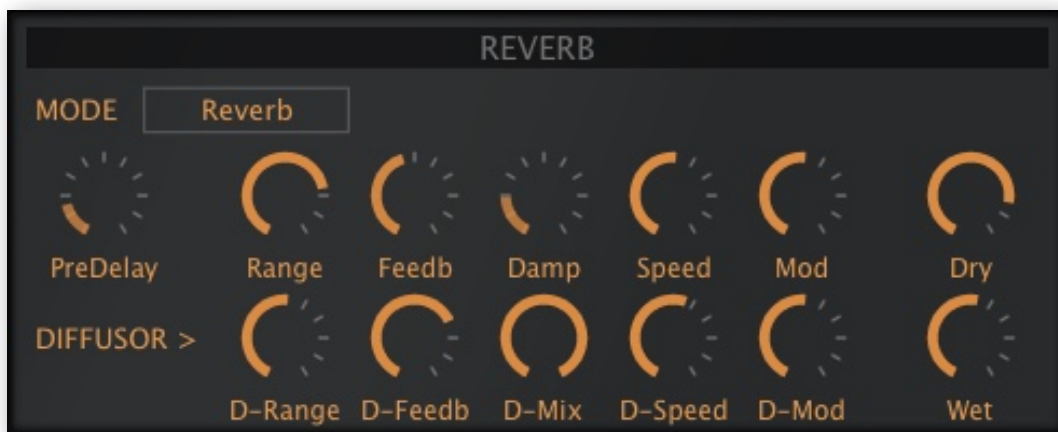 REVERB
MODE Reverb
PreDelay Range Feedb Damp Speed Mod Dry
DIFFUSOR >
D-Range D-Feedb D-Mix D-Speed D-Mod Wet